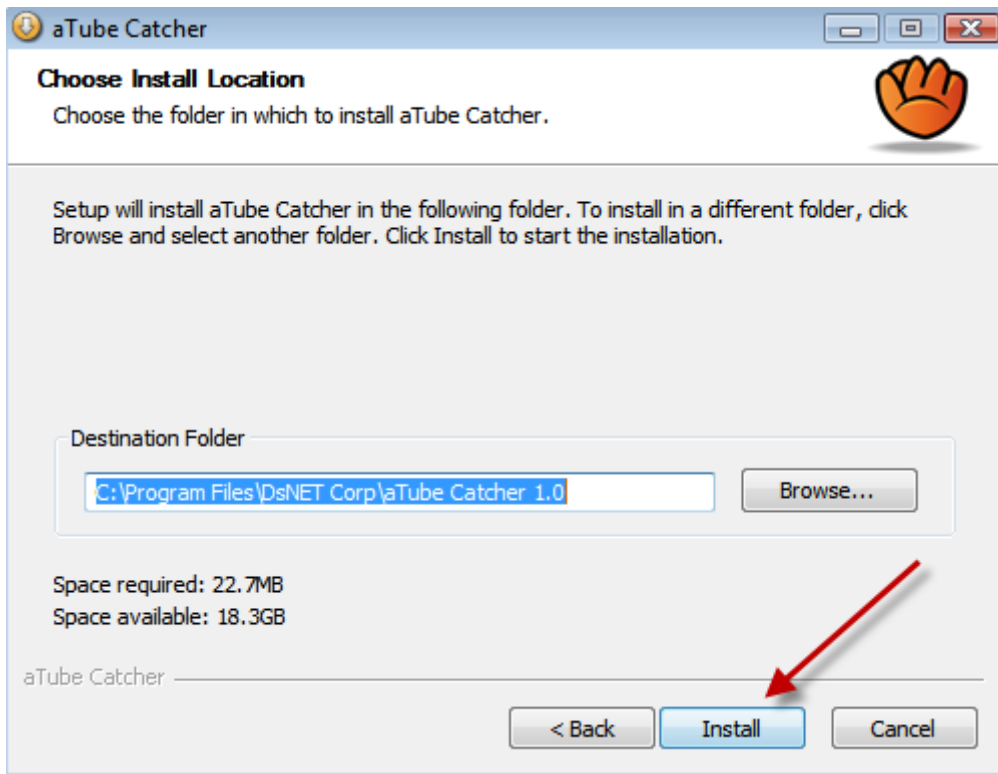 aTube Catcher
Choose Install Location
Choose the folder in which to install aTube Catcher.
Setup will install aTube Catcher in the following folder. To install in a different folder, click
Browse and select another folder. Click Install to start the installation.
Destination Folder
C:\Program Files\DsNET Corp\aTube Catcher 1.0
Browse...
Space required: 22.7MB
Space available: 18.3GB
aTube Catcher
< Back
Install
Cancel